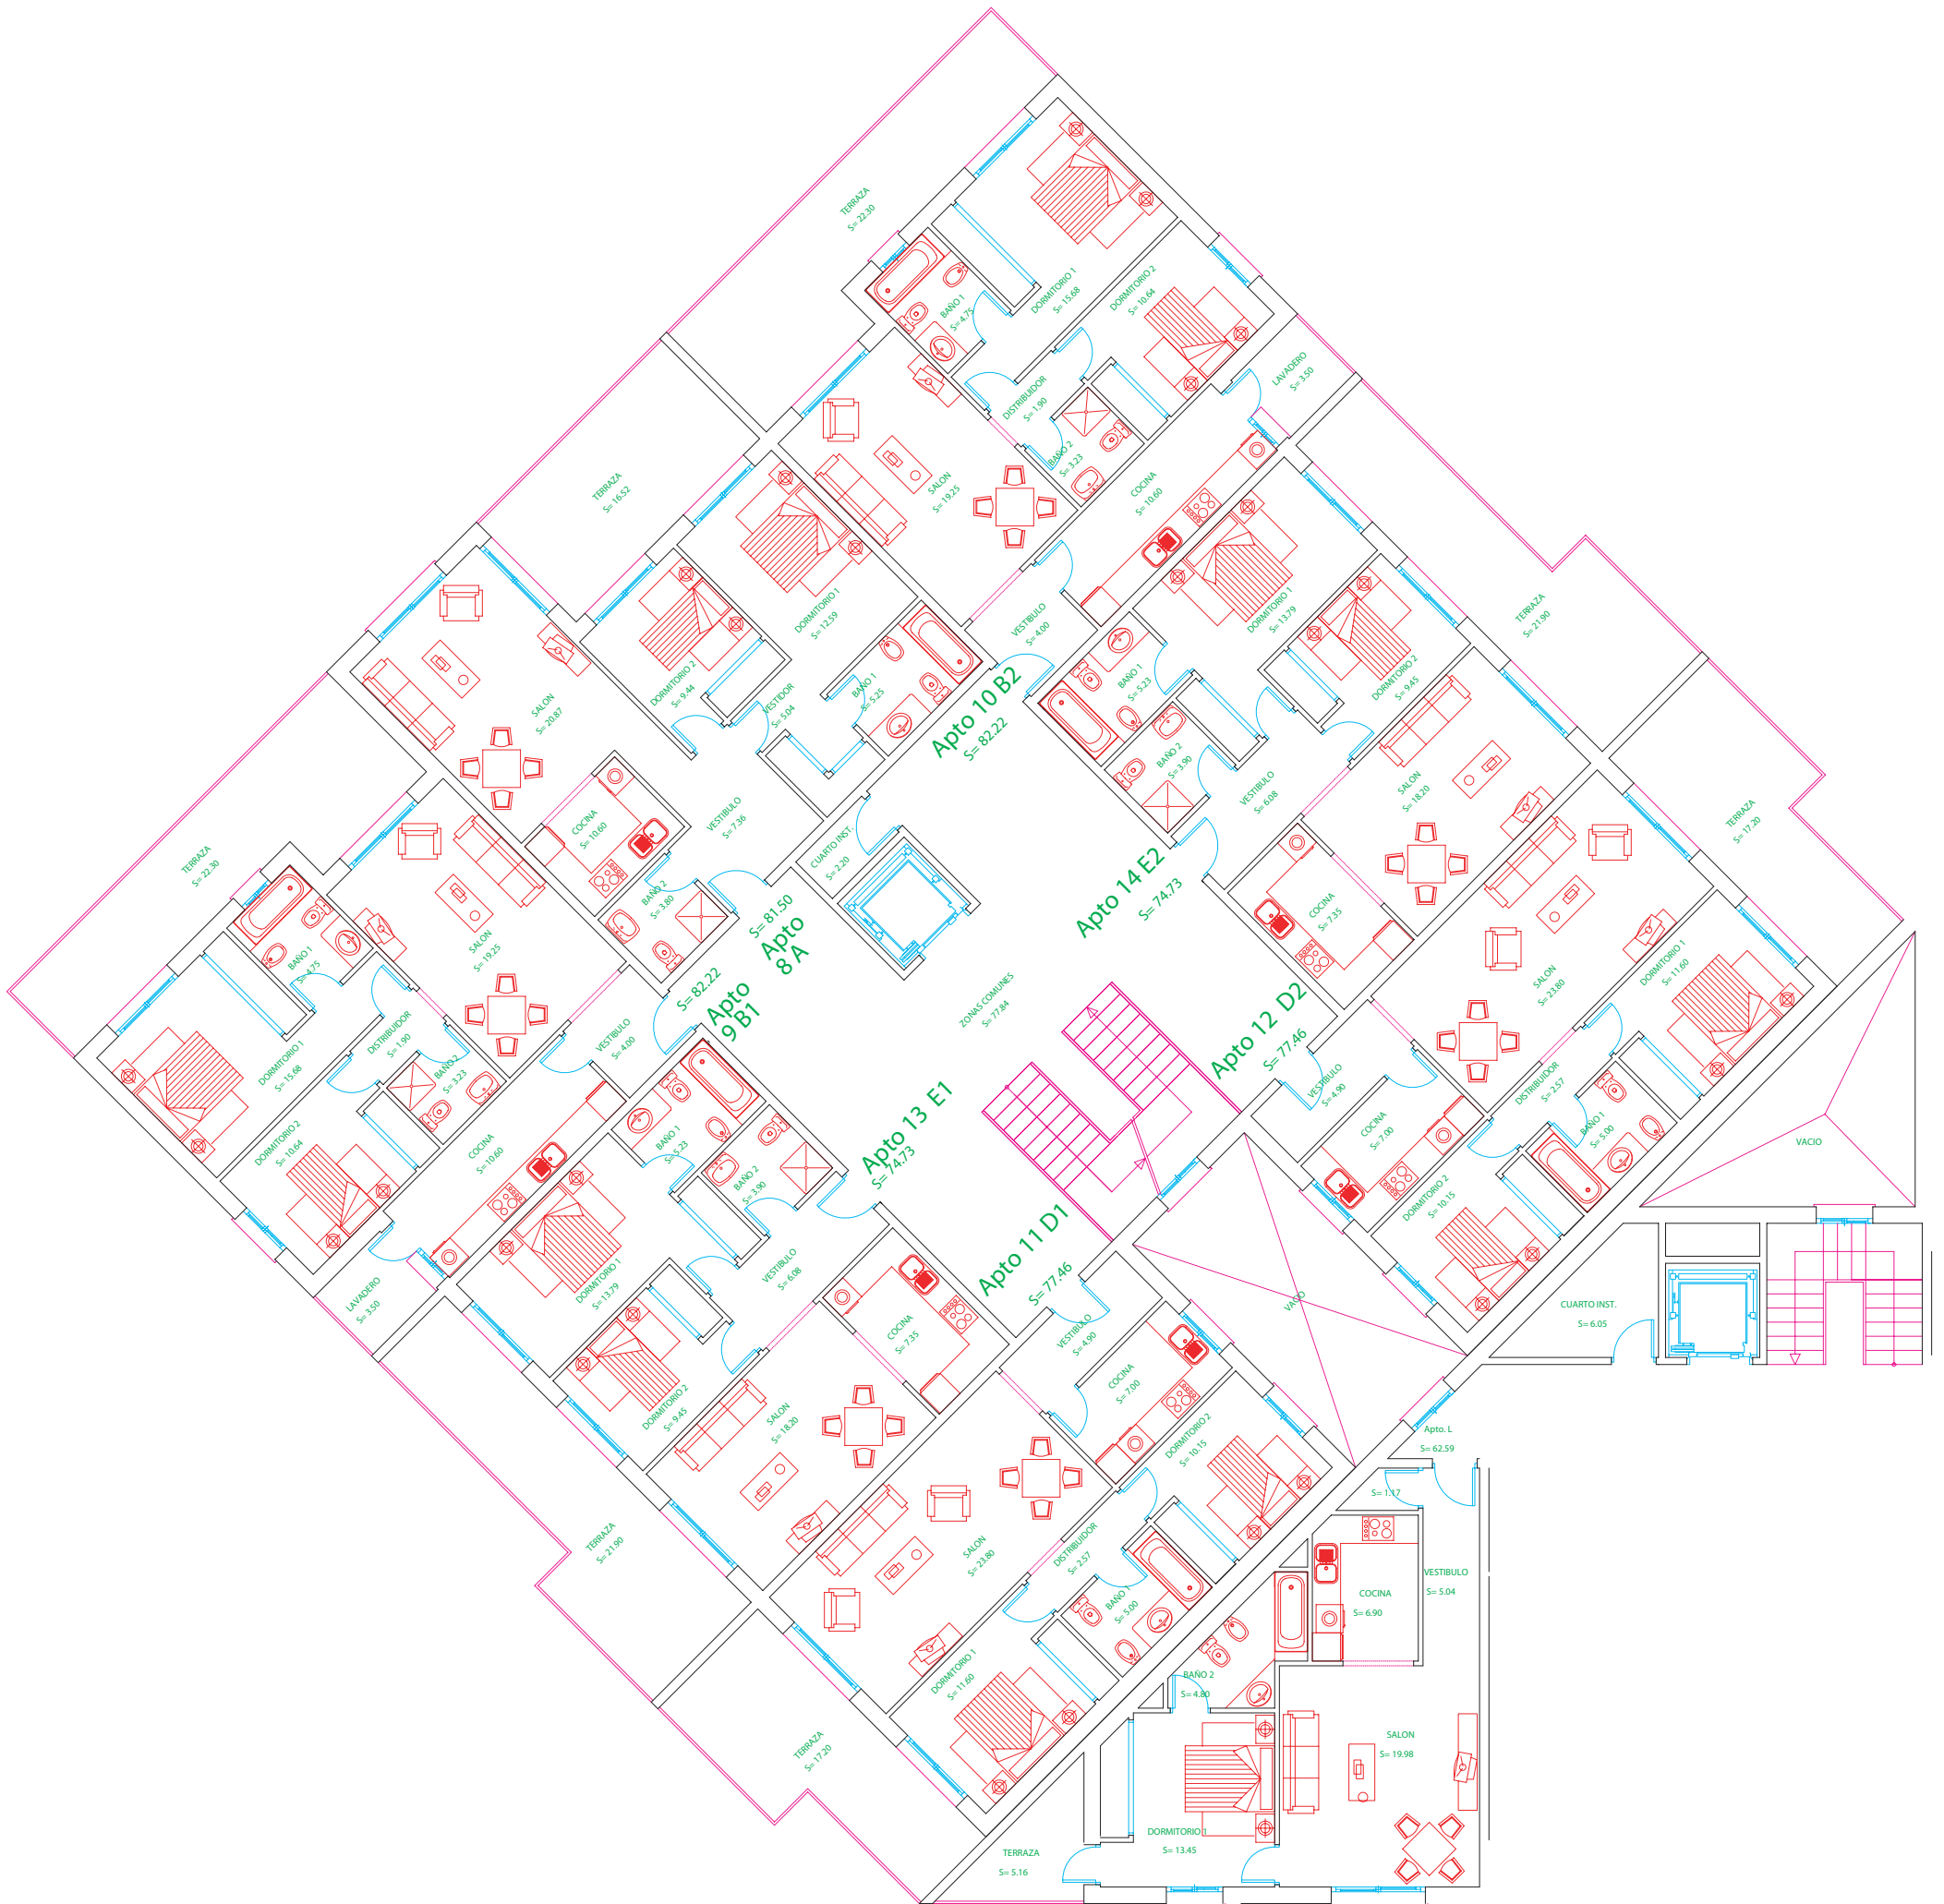 TERRAZA
S= 22.30
DORMITORIO 1
S= 15.68
DORMITORIO 2
S= 10.64
BAÑO 1
S= 4.75
DISTRIBUIDOR
S= 1.90
BAÑO 2
S= 3.23
LAVADERO
S= 3.50
SALON
S= 19.25
COCINA
S= 10.60
VESTIBULO
S= 4.00
Apto 10 B2
S= 82.22
TERRAZA
S= 16.52
DORMITORIO 1
S= 12.59
DORMITORIO 2
S= 9.44
VESTIDOR
S= 5.04
BAÑO 1
S= 5.25
SALON
S= 20.87
COCINA
S= 10.60
VESTIBULO
S= 7.36
BAÑO 2
S= 3.80
S= 81.50
Apto
8 A
CUARTO INST.
S= 2.20
DORMITORIO 1
S= 13.79
DORMITORIO 2
S= 9.45
BAÑO 1
S= 5.23
BAÑO 2
S= 3.90
VESTIBULO
S= 6.08
SALON
S= 18.20
COCINA
S= 7.35
TERRAZA
S= 21.90
Apto 14 E2
S= 74.73
TERRAZA
S= 17.20
SALON
S= 23.80
DORMITORIO 1
S= 11.60
DISTRIBUIDOR
S= 2.57
BAÑO 1
S= 5.00
DORMITORIO 2
S= 10.15
COCINA
S= 7.00
VESTIBULO
S= 4.90
Apto 12 D2
S= 77.46
TERRAZA
S= 22.30
SALON
S= 19.25
BAÑO 1
S= 4.75
DORMITORIO 1
S= 15.68
DISTRIBUIDOR
S= 1.90
BAÑO 2
S= 3.23
DORMITORIO 2
S= 10.64
COCINA
S= 10.60
VESTIBULO
S= 4.00
LAVADERO
S= 3.50
S= 82.22
Apto
9 B1
ZONAS COMUNES
S= 77.84
BAÑO 1
S= 5.23
BAÑO 2
S= 3.90
DORMITORIO 1
S= 13.79
DORMITORIO 2
S= 9.45
VESTIBULO
S= 6.08
COCINA
S= 7.35
SALON
S= 18.20
TERRAZA
S= 21.90
Apto 13 E1
S= 74.73
Apto 11 D1
S= 77.46
VESTIBULO
S= 4.90
COCINA
S= 7.00
DORMITORIO 2
S= 10.15
SALON
S= 23.80
DISTRIBUIDOR
S= 2.57
BAÑO 1
S= 5.00
DORMITORIO 1
S= 11.60
TERRAZA
S= 17.20
VACIO
VACIO
CUARTO INST.
S= 6.05
Apto. L
S= 62.59
S= 1.17
VESTIBULO
S= 5.04
COCINA
S= 6.90
BAÑO 2
S= 4.80
SALON
S= 19.98
DORMITORIO 1
S= 13.45
TERRAZA
S= 5.16